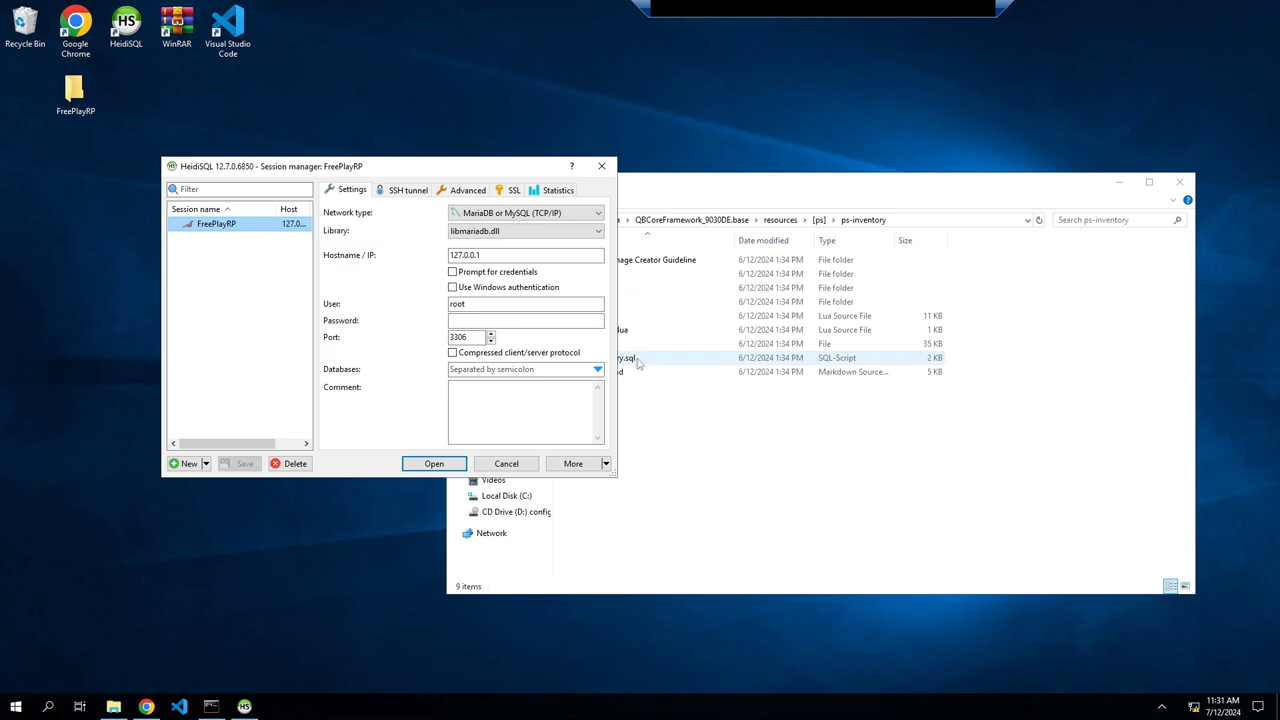 Recycle Bin
Google
Chrome
HeidiSQL
WinRAR
Visual Studio
Code
FreePlayRP
HeidiSQL 12.7.0.6850 - Session manager: FreePlayRP
?
Filter
Settings
SSH tunnel
Advanced
SSL
Statistics
Session name
Host
FreePlayRP
127.0...
Network type:
MariaDB or MySQL (TCP/IP)
Library:
libmariadb.dll
Hostname / IP:
127.0.0.1
Prompt for credentials
Use Windows authentication
User:
root
Password:
Port:
3306
Compressed client/server protocol
Databases:
Separated by semicolon
Comment:
New
Save
Delete
Open
Cancel
More
QBCoreFramework_9030DE.base
resources
[ps]
ps-inventory
Search ps-inventory
Date modified
Type
Size
mage Creator Guideline
6/12/2024 1:34 PM
File folder
6/12/2024 1:34 PM
File folder
6/12/2024 1:34 PM
File folder
6/12/2024 1:34 PM
File folder
6/12/2024 1:34 PM
Lua Source File
11 KB
lua
6/12/2024 1:34 PM
Lua Source File
1 KB
6/12/2024 1:34 PM
File
35 KB
ry.sql
6/12/2024 1:34 PM
SQL-Script
2 KB
6/12/2024 1:34 PM
Markdown Source...
5 KB
Videos
Local Disk (C:)
CD Drive (D:) config
Network
9 items
11:31 AM
7/12/2024